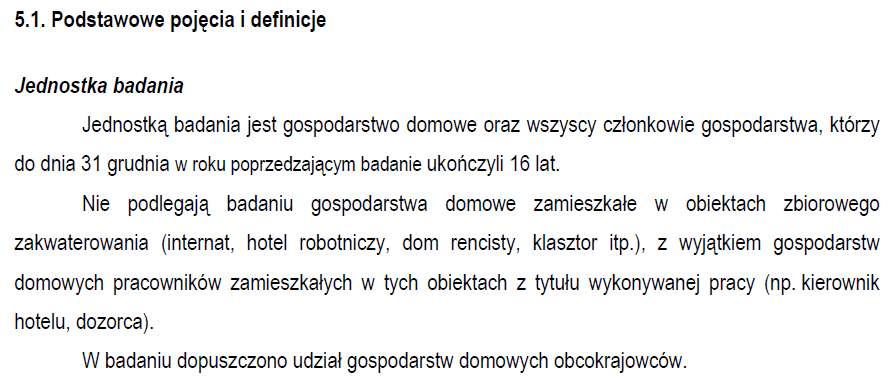 5.1. Podstawowe pojęcia i definicje
Jednostka badania
Jednostką badania jest gospodarstwo domowe oraz wszyscy członkowie gospodarstwa, którzy
do dnia 31 grudnia w roku poprzedzającym badanie ukończyli 16 lat.
Nie podlegają badaniu gospodarstwa domowe zamieszkałe w obiektach zbiorowego
zakwaterowania (internat, hotel robotniczy, dom rencisty, klasztor itp.), z wyjątkiem gospodarstw
domowych pracowników zamieszkałych w tych obiektach z tytułu wykonywanej pracy (np. kierownik
hotelu, dozorca).
W badaniu dopuszczono udział gospodarstw domowych obcokrajowców.